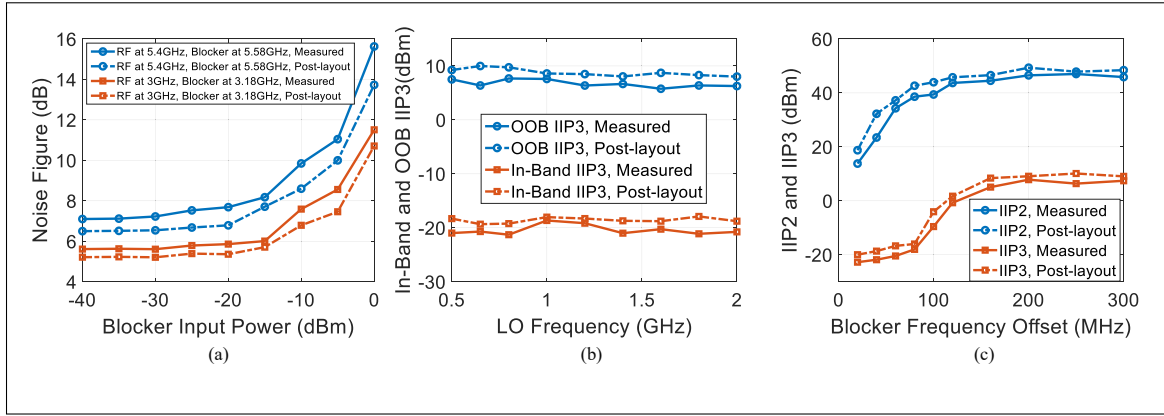 16
14
12
10
8
6
4
Noise Figure (dB)
RF at 5.4GHz, Blocker at 5.58GHz, Measured
RF at 5.4GHz, Blocker at 5.58GHz, Post-layout
RF at 3GHz, Blocker at 3.18GHz, Measured
RF at 3GHz, Blocker at 3.18GHz, Post-layout
-40 -30 -20 -10 0
Blocker Input Power (dBm)
(a)
20
10
0
-10
-20
-30
In-Band and OOB IIP3(dBm)
OOB IIP3, Measured
OOB IIP3, Post-layout
In-Band IIP3, Measured
In-Band IIP3, Post-layout
0.5 1 1.5 2
LO Frequency (GHz)
(b)
60
40
20
0
-20
IIP2 and IIP3 (dBm)
IIP2, Measured
IIP2, Post-layout
IIP3, Measured
IIP3, Post-layout
0 100 200 300
Blocker Frequency Offset (MHz)
(c)